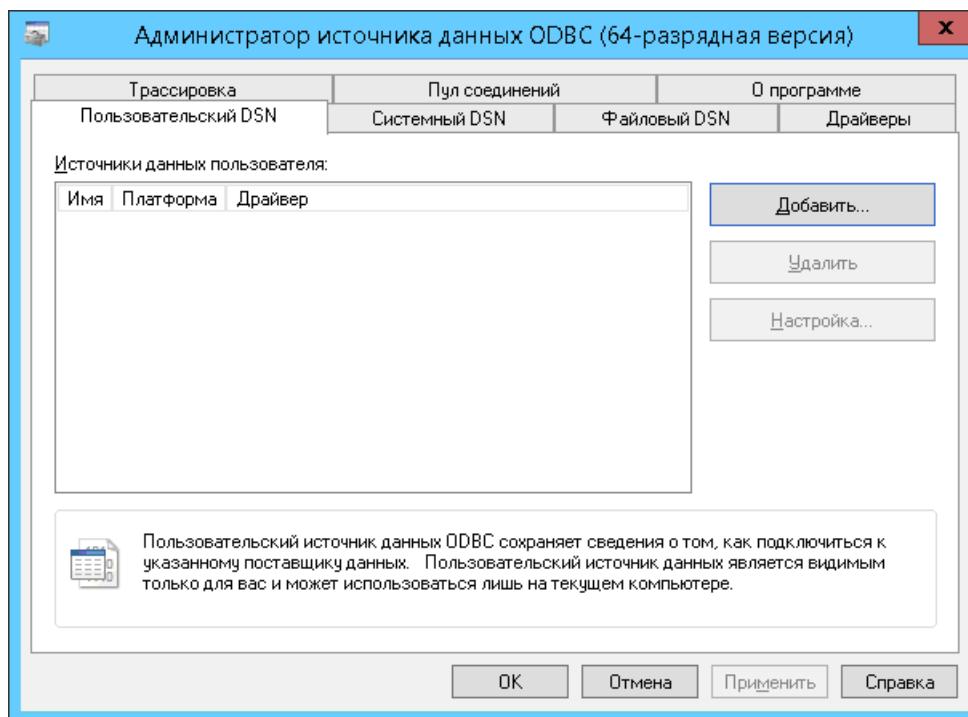 Администратор источника данных ODBC (64-разрядная версия)
x
Трассировка
Пул соединений
О программе
Пользовательский DSN
Системный DSN
Файловый DSN
Драйверы
Источники данных пользователя:
Имя
Платформа
Драйвер
Добавить...
Удалить
Настройка...
Пользовательский источник данных ODBC сохраняет сведения о том, как подключиться к
указанному поставщику данных. Пользовательский источник данных является видимым
только для вас и может использоваться лишь на текущем компьютере.
OK
Отмена
Применить
Справка